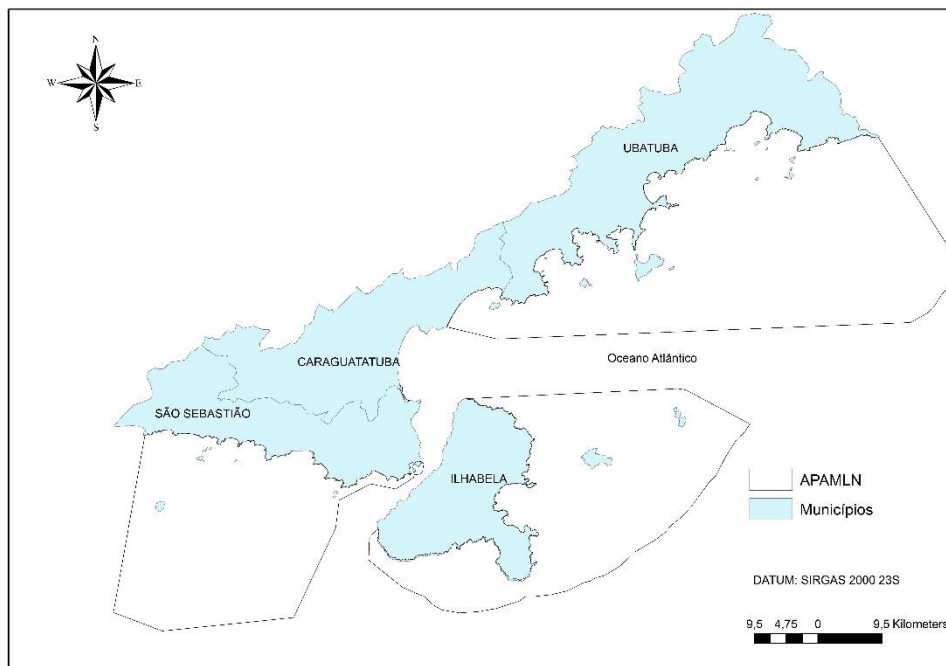 N
W E
S
UBATUBA
Oceano Atlântico
CARAGUATATUBA
SÃO SEBASTIÃO
ILHABELA
APAMLN
Municípios
DATUM: SIRGAS 2000 23S
9,5 4,75 0 9,5 Kilometers